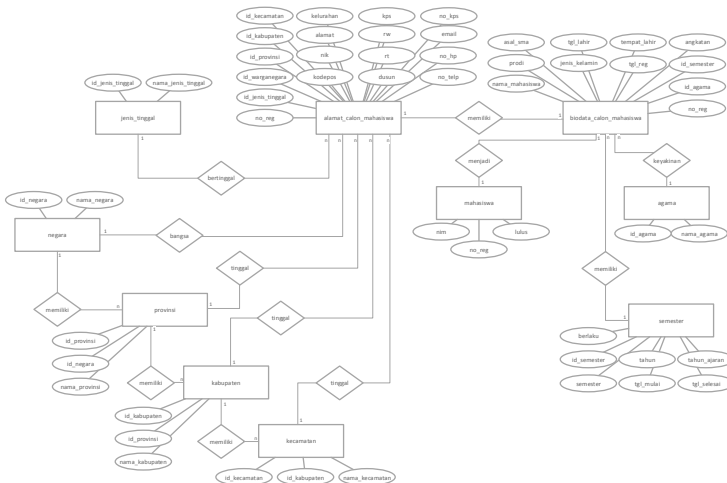 id_kecamatan
kelurahan
kps
no_kps
id_kabupaten
alamat
rw
email
id_provinsi
nik
rt
no_hp
id_warganegara
kodepos
dusun
no_telp
id_jenis_tinggal
no_reg
asal_sma
tgl_lahir
tempat_lahir
angkatan
prodi
jenis_kelamin
tgl_reg
id_semester
nama_mahasiswa
id_agama
no_reg
id_jenis_tinggal
nama_jenis_tinggal
jenis_tinggal
alamat_calon_mahasiswa
memiliki
biodata_calon_mahasiswa
1
1
1
n
n
n
n
n
1
n
n
bertinggal
menjadi
keyakinan
1
1
mahasiswa
agama
nim
lulus
no_reg
id_agama
nama_agama
id_negara
nama_negara
negara
1
bangsa
1
tinggal
memiliki
memiliki
n
provinsi
1
1
tinggal
1
semester
id_provinsi
id_negara
nama_provinsi
berlaku
id_semester
tahun
tahun_ajaran
semester
tgl_mulai
tgl_selesai
1
memiliki
n
kabupaten
tinggal
1
id_kabupaten
id_provinsi
nama_kabupaten
1
memiliki
n
kecamatan
id_kecamatan
id_kabupaten
nama_kecamatan